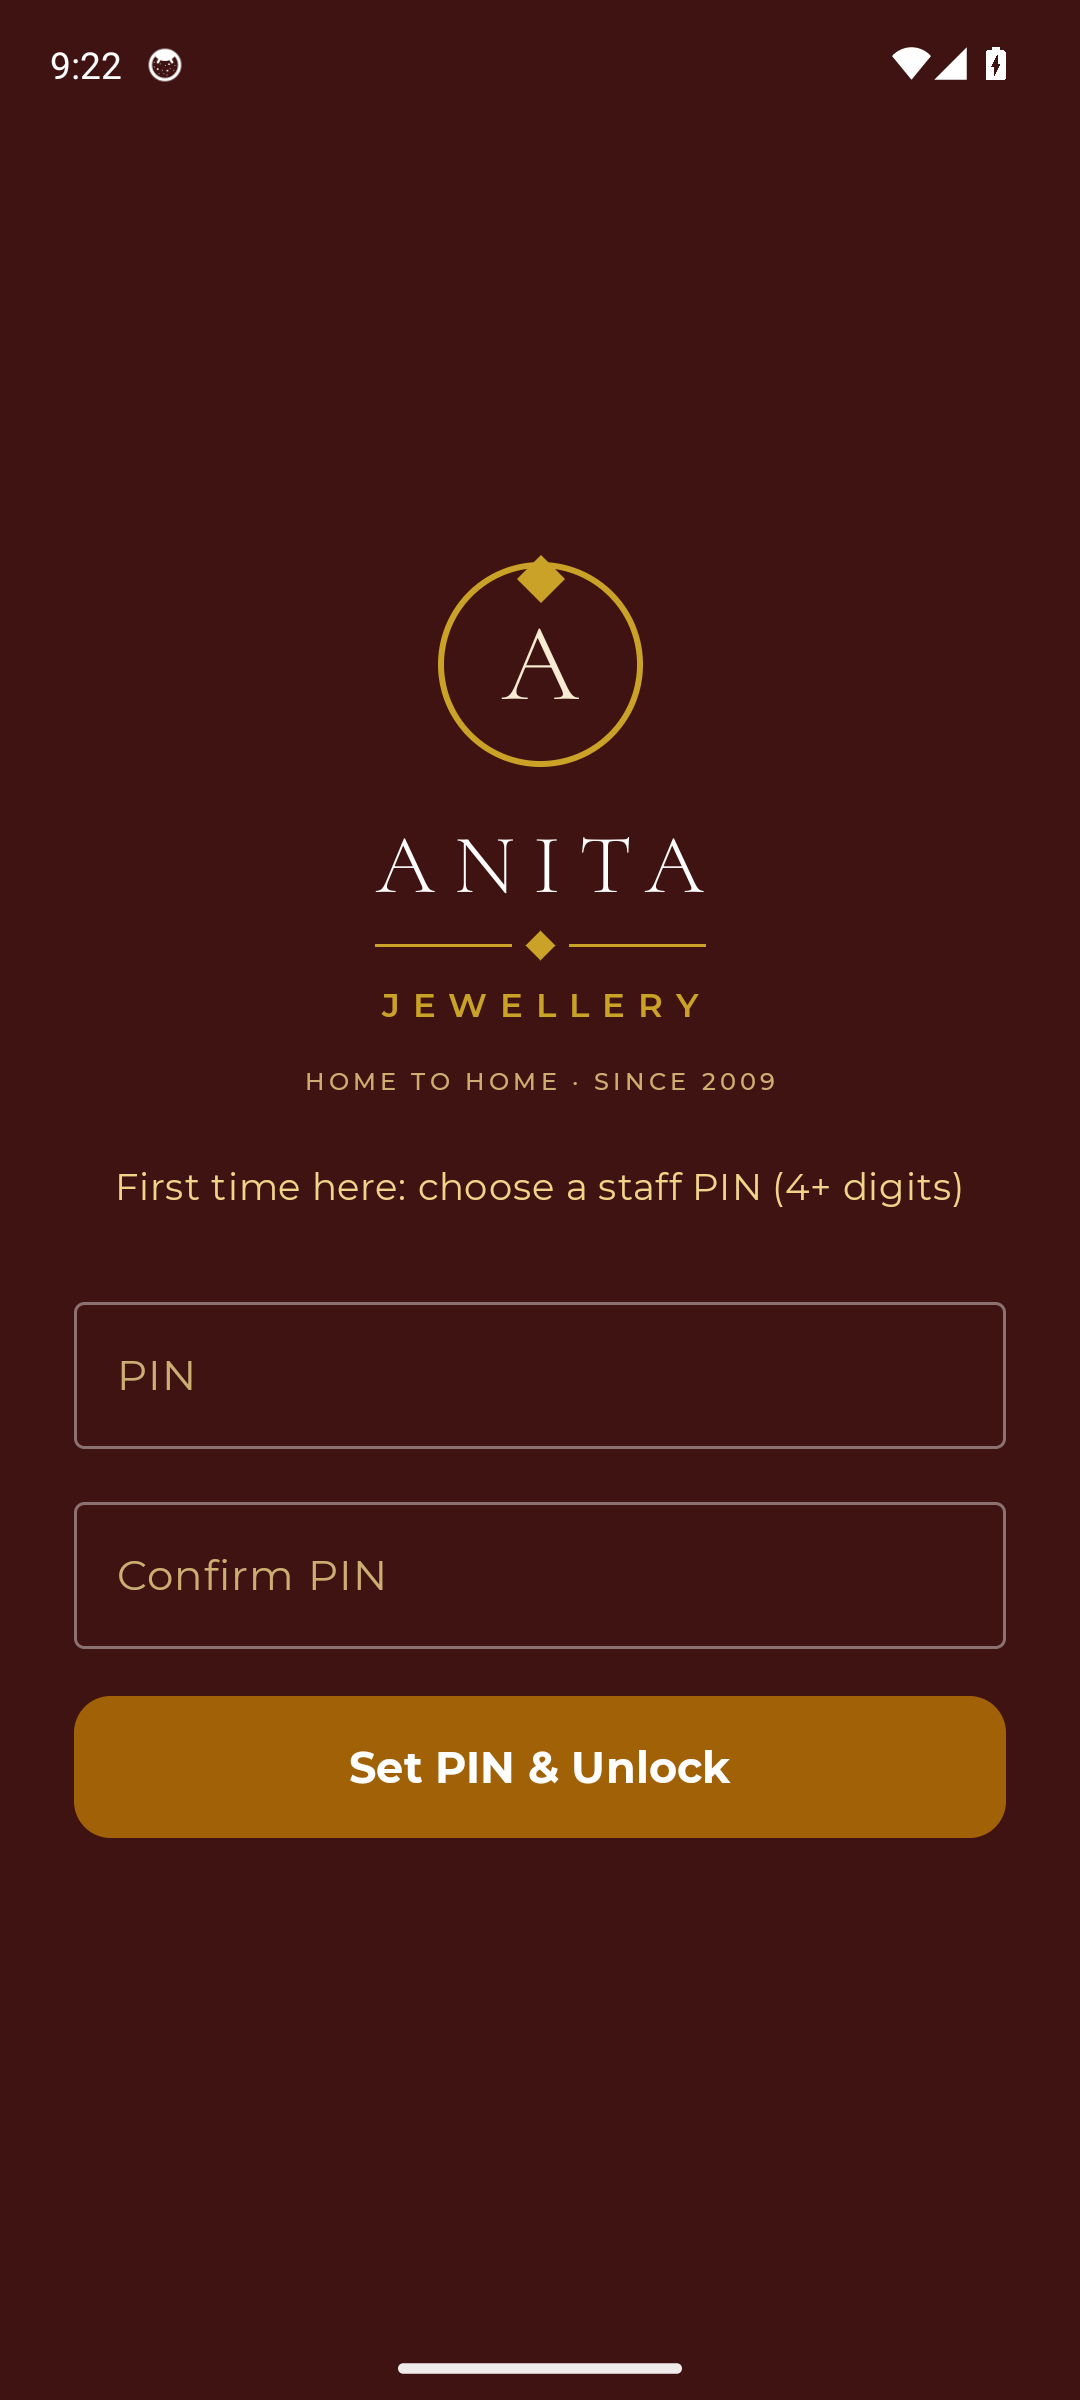 9:22
A
ANITA
JEWELLERY
HOME TO HOME · SINCE 2009
First time here: choose a staff PIN (4+ digits)
PIN
Confirm PIN
Set PIN & Unlock